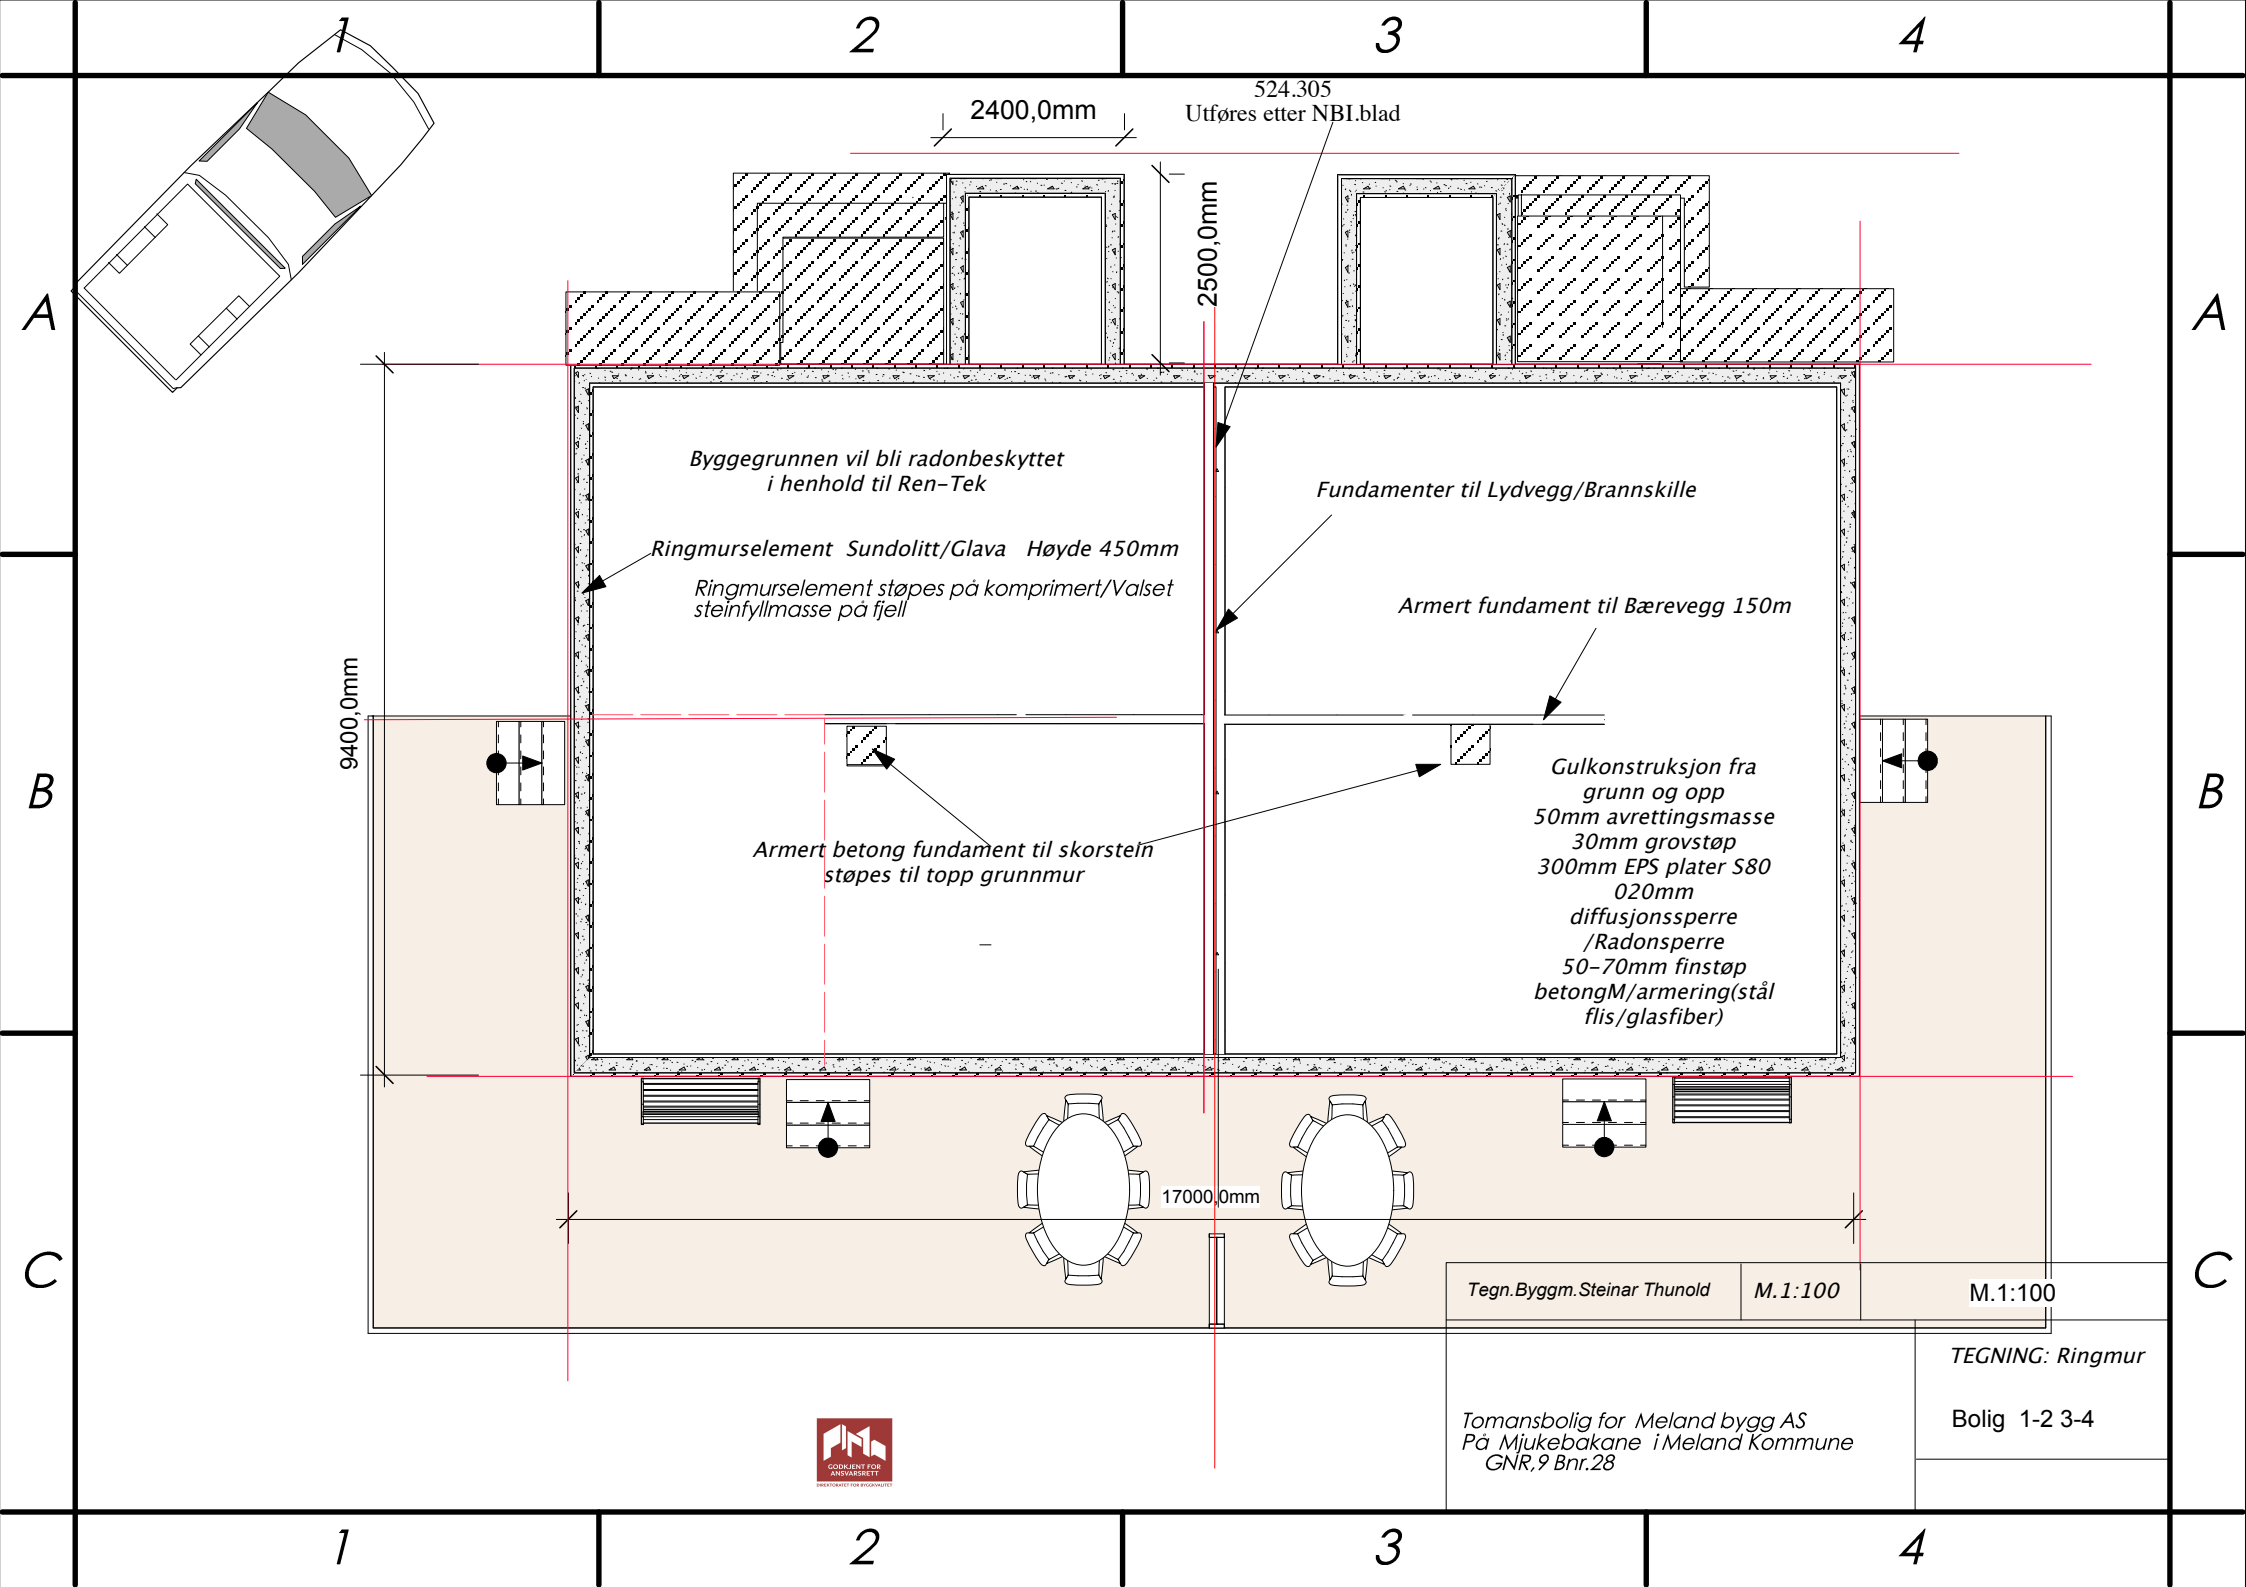 1 2 3 4
524.305
Utføres etter NBI.blad
2400,0mm
2500,0mm
A A
Byggegrunnen vil bli radonbeskyttet
i henhold til Ren-Tek
Fundamenter til Lydvegg/Brannskille
Ringmurselement Sundolitt/Glava Høyde 450mm
Ringmurselement støpes på komprimert/Valset
steinfyllmasse på fjell
Armert fundament til Bærevegg 150m
9400,0mm
B B
Gulkonstruksjon fra
grunn og opp
50mm avrettingsmasse
30mm grovstøp
300mm EPS plater S80
020mm
diffusjonssperre
/Radonsperre
50-70mm finstøp
betongM/armering(stål
flis/glasfiber)
Armert betong fundament til skorstein
støpes til topp grunnmur
17000,0mm
C C
Tegn.Byggm.Steinar Thunold
M.1:100
M.1:100
TEGNING: Ringmur
Bolig 1-2 3-4
Tomansbolig for Meland bygg AS
På Mjukebakane i Meland Kommune
GNR,9 Bnr.28
GODKJENT FOR
ANSVARSRETT
DIREKTORATET FOR BYGGKVALITET
1 2 3 4